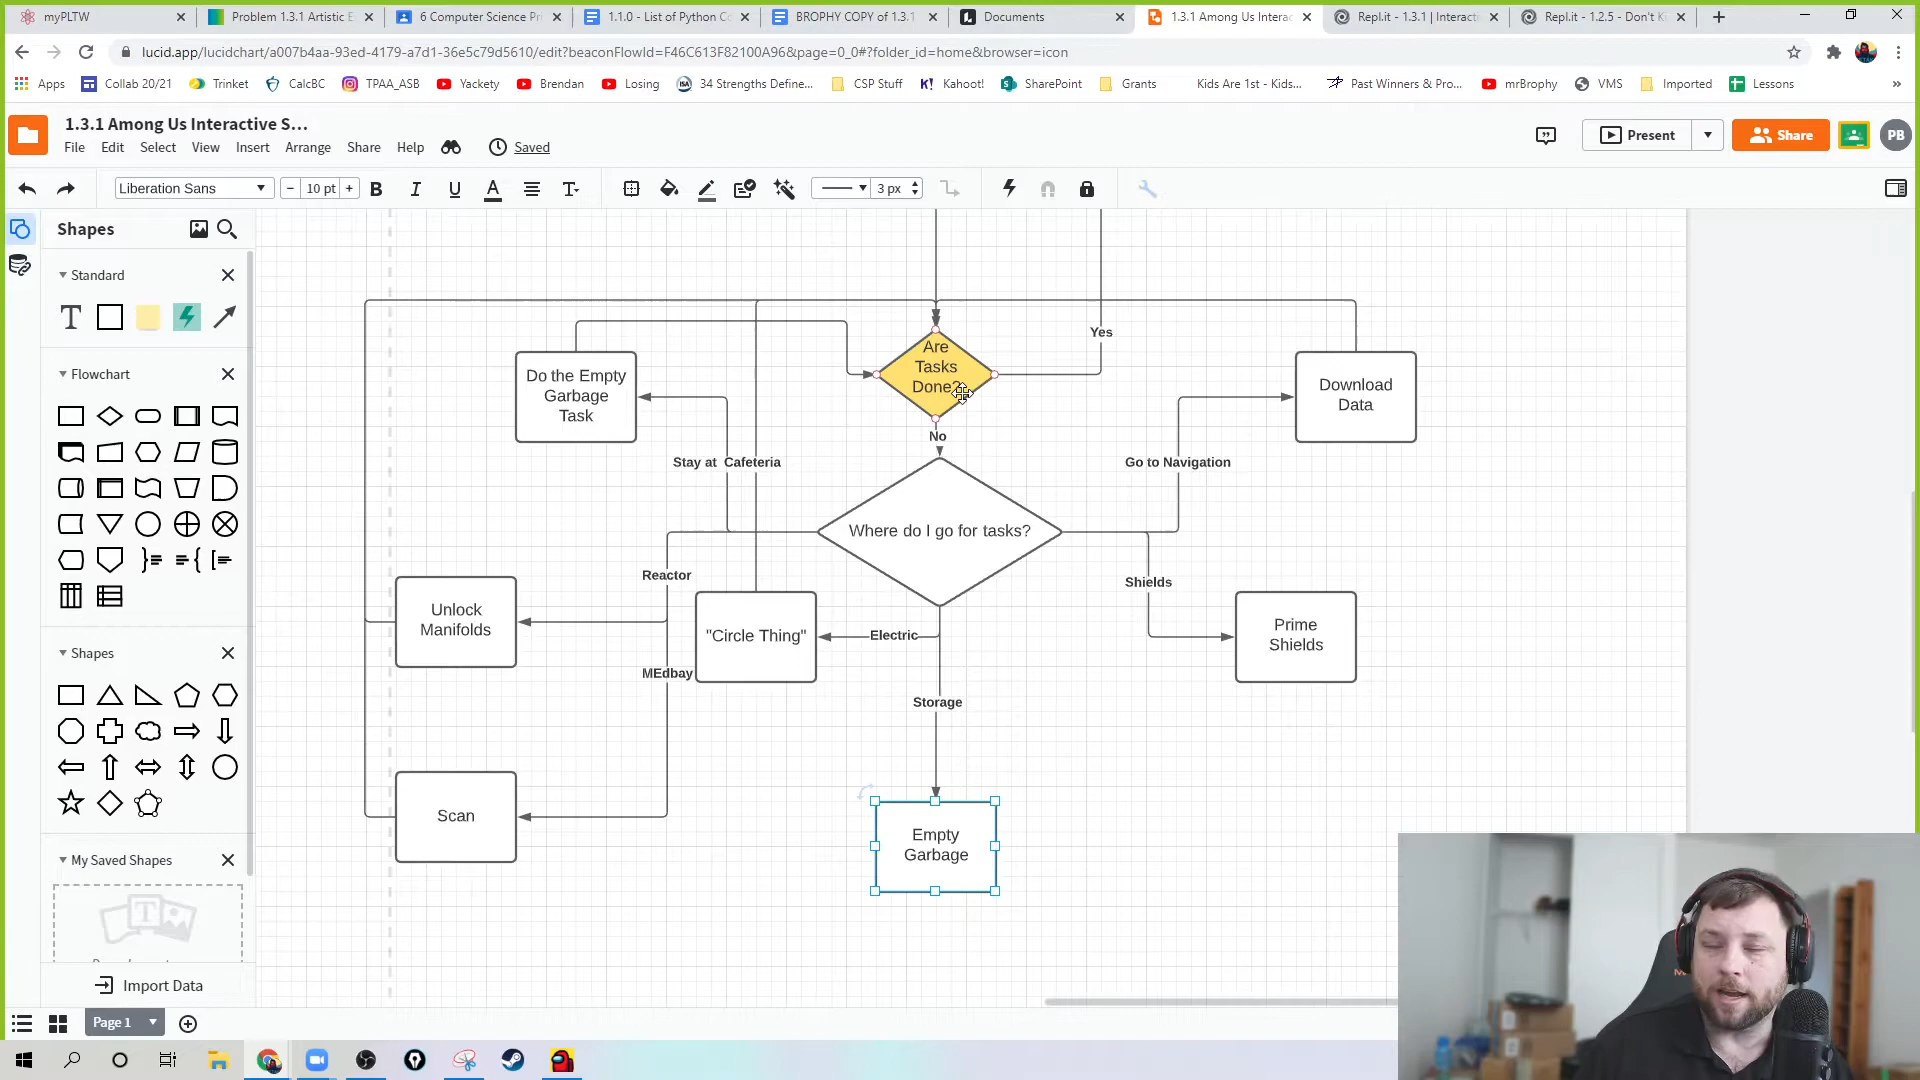 myPLTW
Problem 1.3.1 Artistic E
6 Computer Science Pri
1.1.0 - List of Python Co
BROPHY COPY of 1.3.1
Documents
1.3.1 Among Us Interac
Repl.it - 1.3.1 | Interacti
Repl.it - 1.2.5 - Don't Ki
lucid.app/lucidchart/a007b4aa-93ed-4179-a7d1-36e5c79d5610/edit?beaconFlowId=F46C613F82100A96&page=0_0#?folder_id=home&browser=icon
Apps
Collab 20/21
Trinket
CalcBC
TPAA_ASB
Yackety
Brendan
Losing
34 Strengths Define...
CSP Stuff
Kahoot!
SharePoint
Grants
Kids Are 1st - Kids...
Past Winners & Pro...
mrBrophy
VMS
Imported
Lessons
»
1.3.1 Among Us Interactive S...
File
Edit
Select
View
Insert
Arrange
Share
Help
Saved
Present
Share
PB
Liberation Sans
10 pt
3 px
Shapes
Standard
Flowchart
Shapes
My Saved Shapes
Import Data
Page 1
Do the Empty
Garbage
Task
Are
Tasks
Done?
Yes
Download
Data
No
Stay at Cafeteria
Go to Navigation
Where do I go for tasks?
Reactor
Shields
Unlock
Manifolds
"Circle Thing"
Electric
Prime
Shields
MEdbay
Storage
Scan
Empty
Garbage